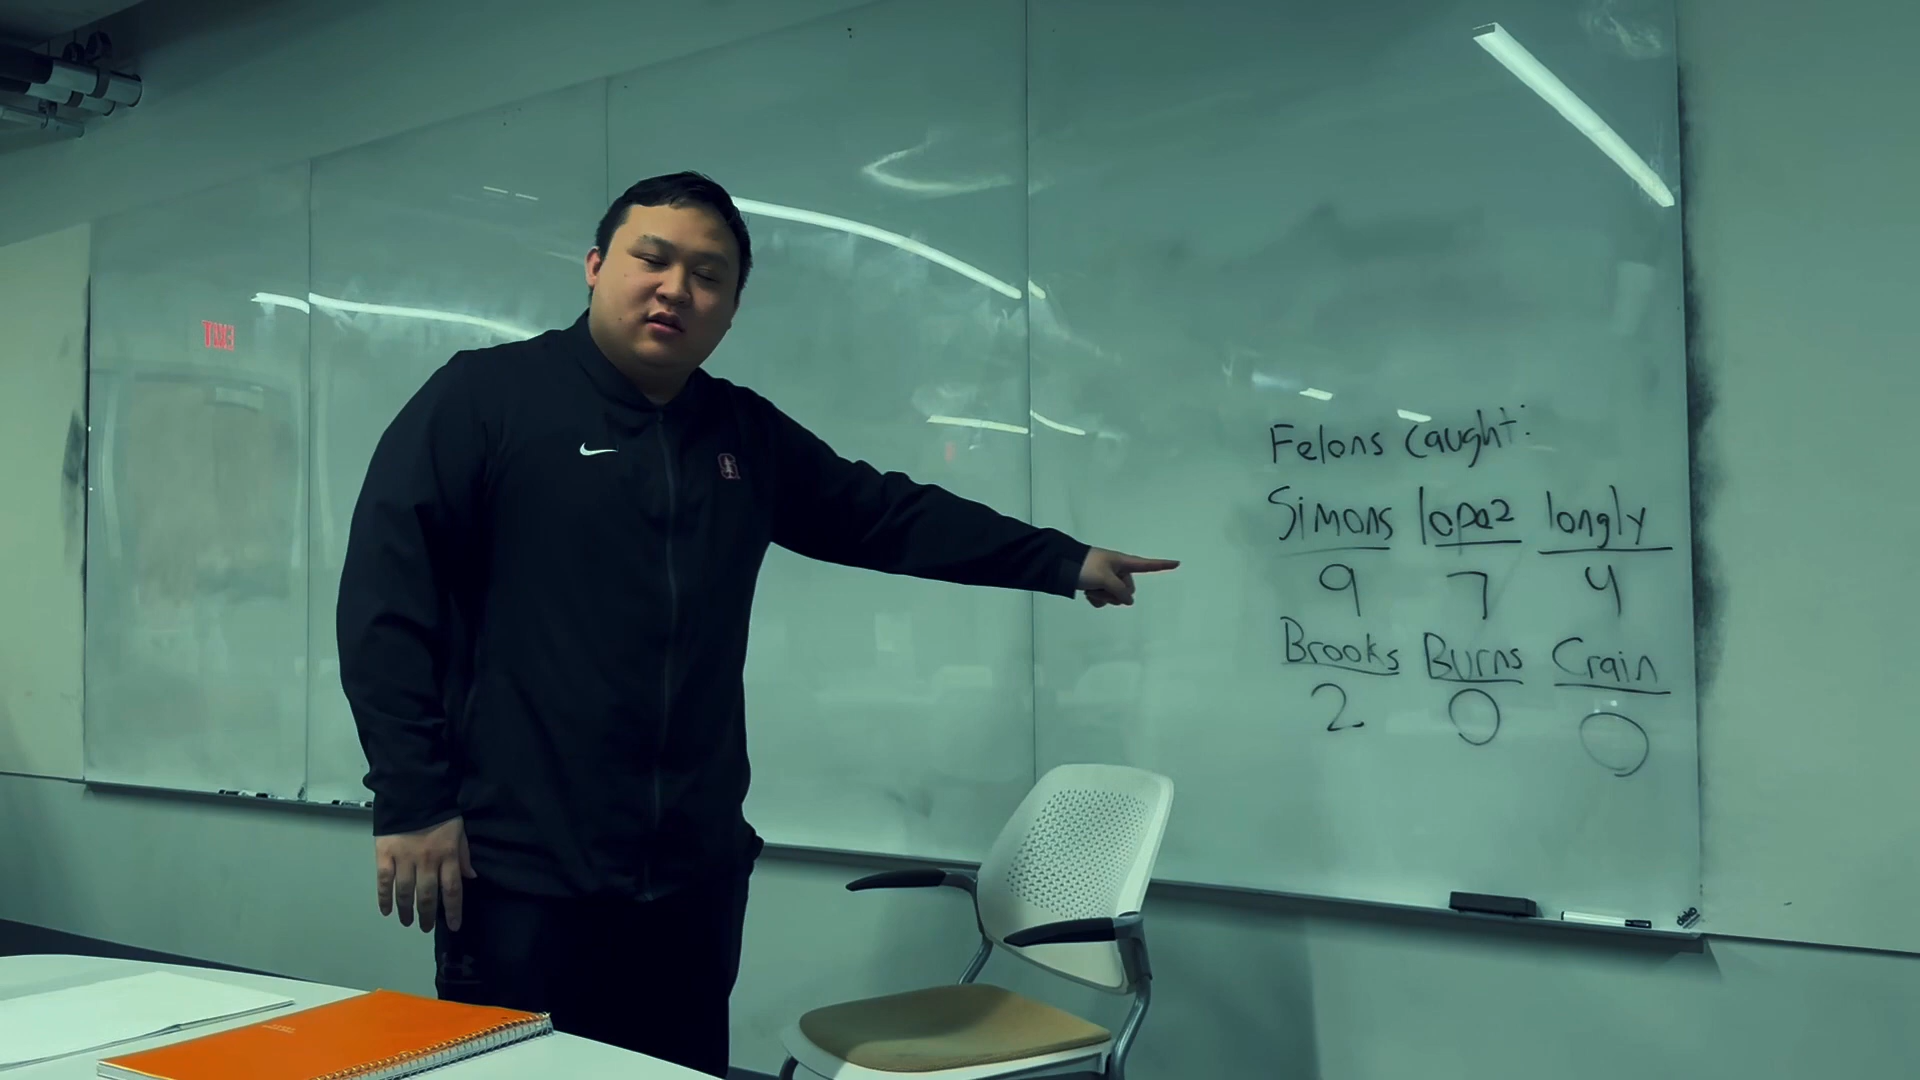 EXIT
Felons Caught:
Simons lopez longly
9 7 4
Brooks Burns Crain
2 0 0